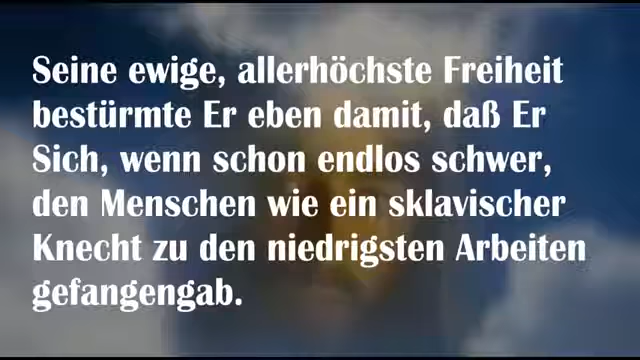 Seine ewige, allerhöchste Freiheit
bestürmte Er eben damit, daß Er
Sich, wenn schon endlos schwer,
den Menschen wie ein sklavischer
Knecht zu den niedrigsten Arbeiten
gefangengab.